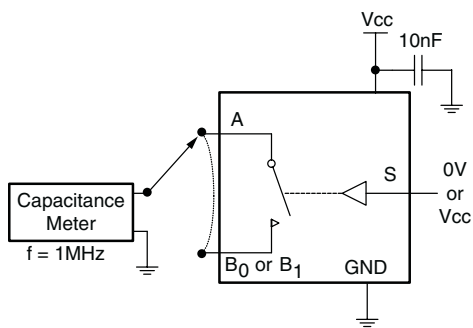 Vcc
10nF
A
S
0V
or
Vcc
Capacitance
Meter
f = 1MHz
B0 or B1
GND